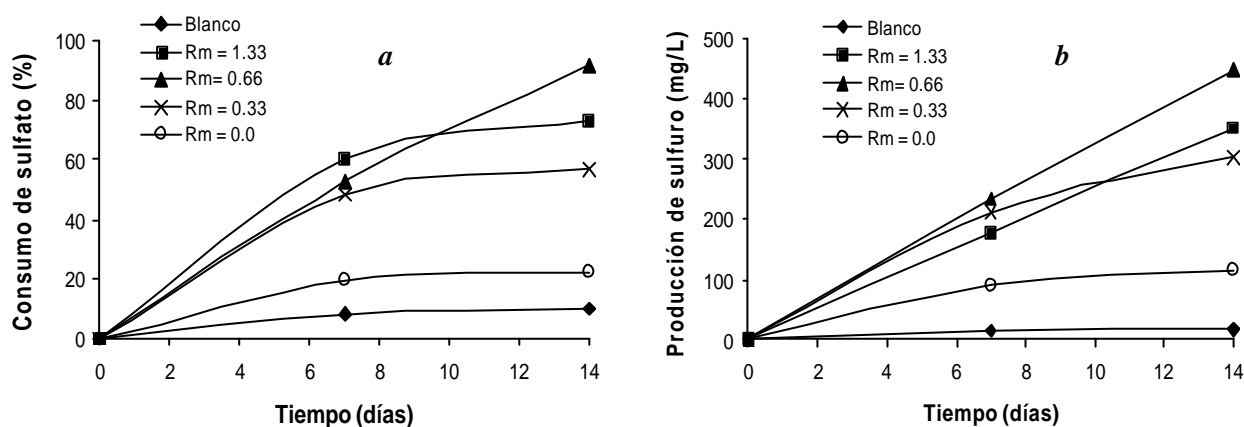 Blanco
Rm = 1.33
Rm= 0.66
Rm = 0.33
Rm = 0.0
a
Consumo de sulfato (%)
100
80
60
40
20
0
0 2 4 6 8 10 12 14
Tiempo (días)
Blanco
Rm = 1.33
Rm = 0.66
Rm = 0.33
Rm = 0.0
b
Producción de sulfuro (mg/L)
500
400
300
200
100
0
0 2 4 6 8 10 12 14
Tiempo (días)